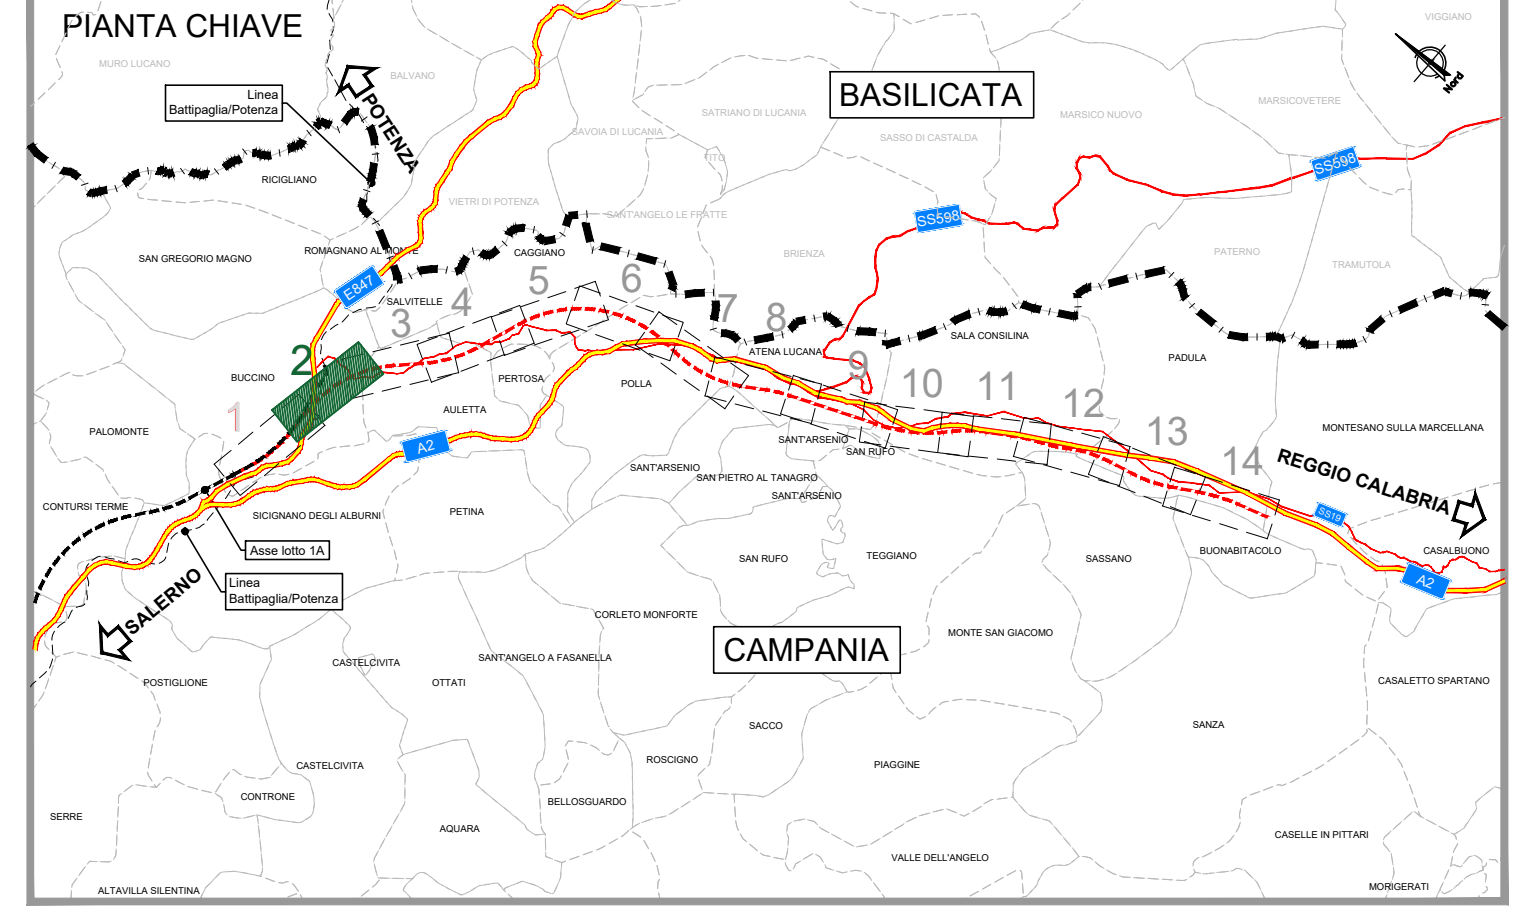 PIANTA CHIAVE
VIGGIANO
MURO LUCANO
BALVANO
Linea
Battipaglia/Potenza
POTENZA
BASILICATA
Nord
SATRIANO DI LUCANIA
MARSICO NUOVO
MARSICOVETERE
SAVOIA DI LUCANIA
SASSO DI CASTALDA
TITO
SS598
RICIGLIANO
VIETRI DI POTENZA
SANT'ANGELO LE FRATTE
SS598
ROMAGNANO AL MONTE
CAGGIANO
BRIENZA
PATERNO
TRAMUTOLA
SAN GREGORIO MAGNO
E847
SALVITELLE
1
2
3
4
5
6
7
8
9
10
11
12
13
14
SALA CONSILINA
ATENA LUCANA
PADULA
BUCCINO
PERTOSA
POLLA
AULETTA
PALOMONTE
A2
SANT'ARSENIO
SAN RUFO
MONTESANO SULLA MARCELLANA
SANT'ARSENIO
SAN PIETRO AL TANAGRO
SANT'ARSENIO
REGGIO CALABRIA
CONTURSI TERME
SICIGNANO DEGLI ALBURNI
PETINA
SS19
Asse lotto 1A
SAN RUFO
TEGGIANO
SASSANO
BUONABITACOLO
CASALBUONO
A2
Linea
Battipaglia/Potenza
SALERNO
CORLETO MONFORTE
CAMPANIA
MONTE SAN GIACOMO
POSTIGLIONE
CASTELCIVITA
SANT'ANGELO A FASANELLA
OTTATI
CASALETTO SPARTANO
SACCO
SANZA
CASTELCIVITA
ROSCIGNO
PIAGGINE
CONTRONE
BELLOSGUARDO
SERRE
AQUARA
CASELLE IN PITTARI
VALLE DELL'ANGELO
ALTAVILLA SILENTINA
MORIGERATI